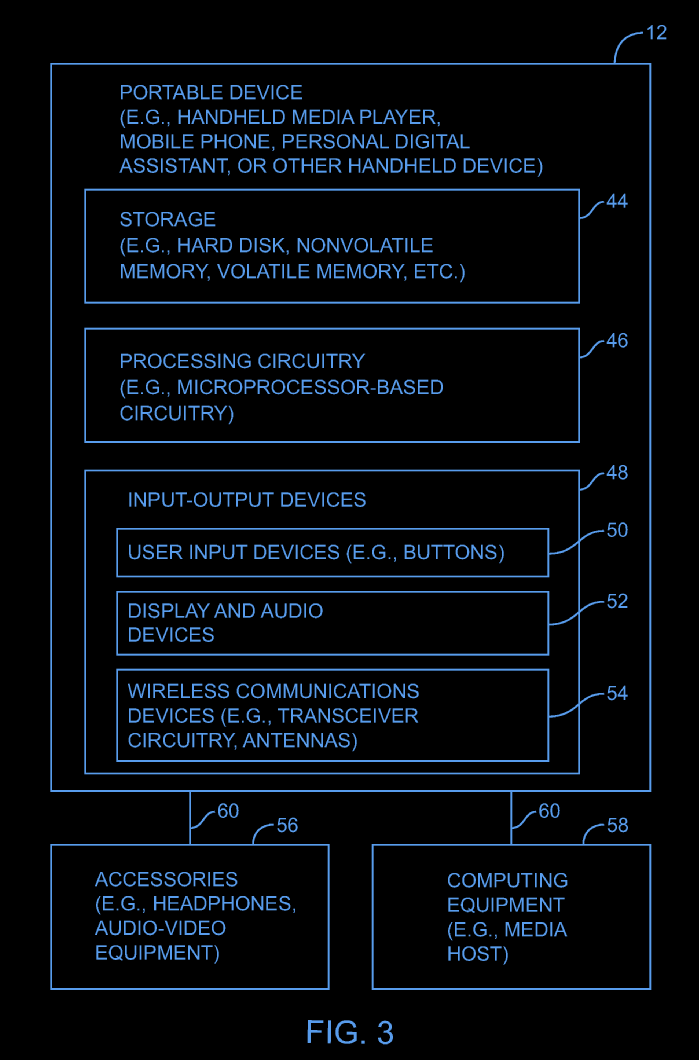 12
PORTABLE DEVICE
(E.G., HANDHELD MEDIA PLAYER,
MOBILE PHONE, PERSONAL DIGITAL
ASSISTANT, OR OTHER HANDHELD DEVICE)
44
STORAGE
(E.G., HARD DISK, NONVOLATILE
MEMORY, VOLATILE MEMORY, ETC.)
46
PROCESSING CIRCUITRY
(E.G., MICROPROCESSOR-BASED
CIRCUITRY)
48
INPUT-OUTPUT DEVICES
50
USER INPUT DEVICES (E.G., BUTTONS)
52
DISPLAY AND AUDIO
DEVICES
54
WIRELESS COMMUNICATIONS
DEVICES (E.G., TRANSCEIVER
CIRCUITRY, ANTENNAS)
60
60
56
58
ACCESSORIES
(E.G., HEADPHONES,
AUDIO-VIDEO
EQUIPMENT)
COMPUTING
EQUIPMENT
(E.G., MEDIA
HOST)
FIG. 3